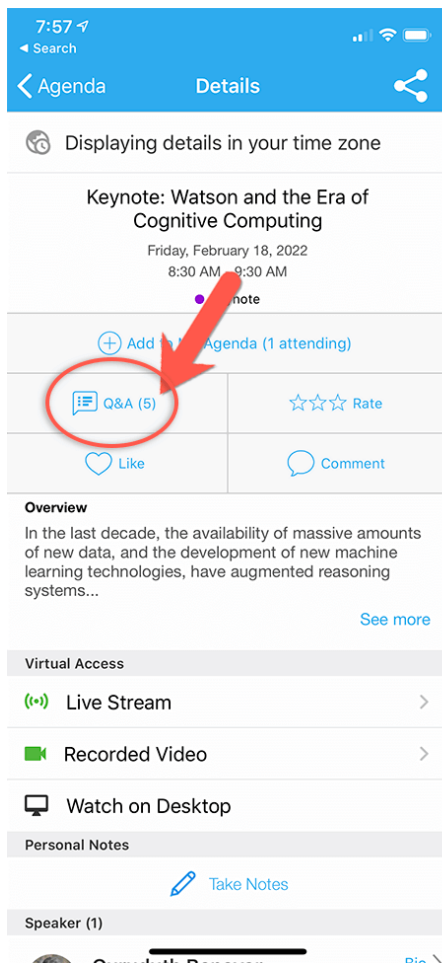 7:57
◄ Search
Agenda
Details
Displaying details in your time zone
Keynote: Watson and the Era of
Cognitive Computing
Friday, February 18, 2022
8:30 AM - 9:30 AM
note
Add to M Agenda (1 attending)
Q&A (5)
Rate
Like
Comment
Overview
In the last decade, the availability of massive amounts
of new data, and the development of new machine
learning technologies, have augmented reasoning
systems...
See more
Virtual Access
Live Stream
Recorded Video
Watch on Desktop
Personal Notes
Take Notes
Speaker (1)
Bio